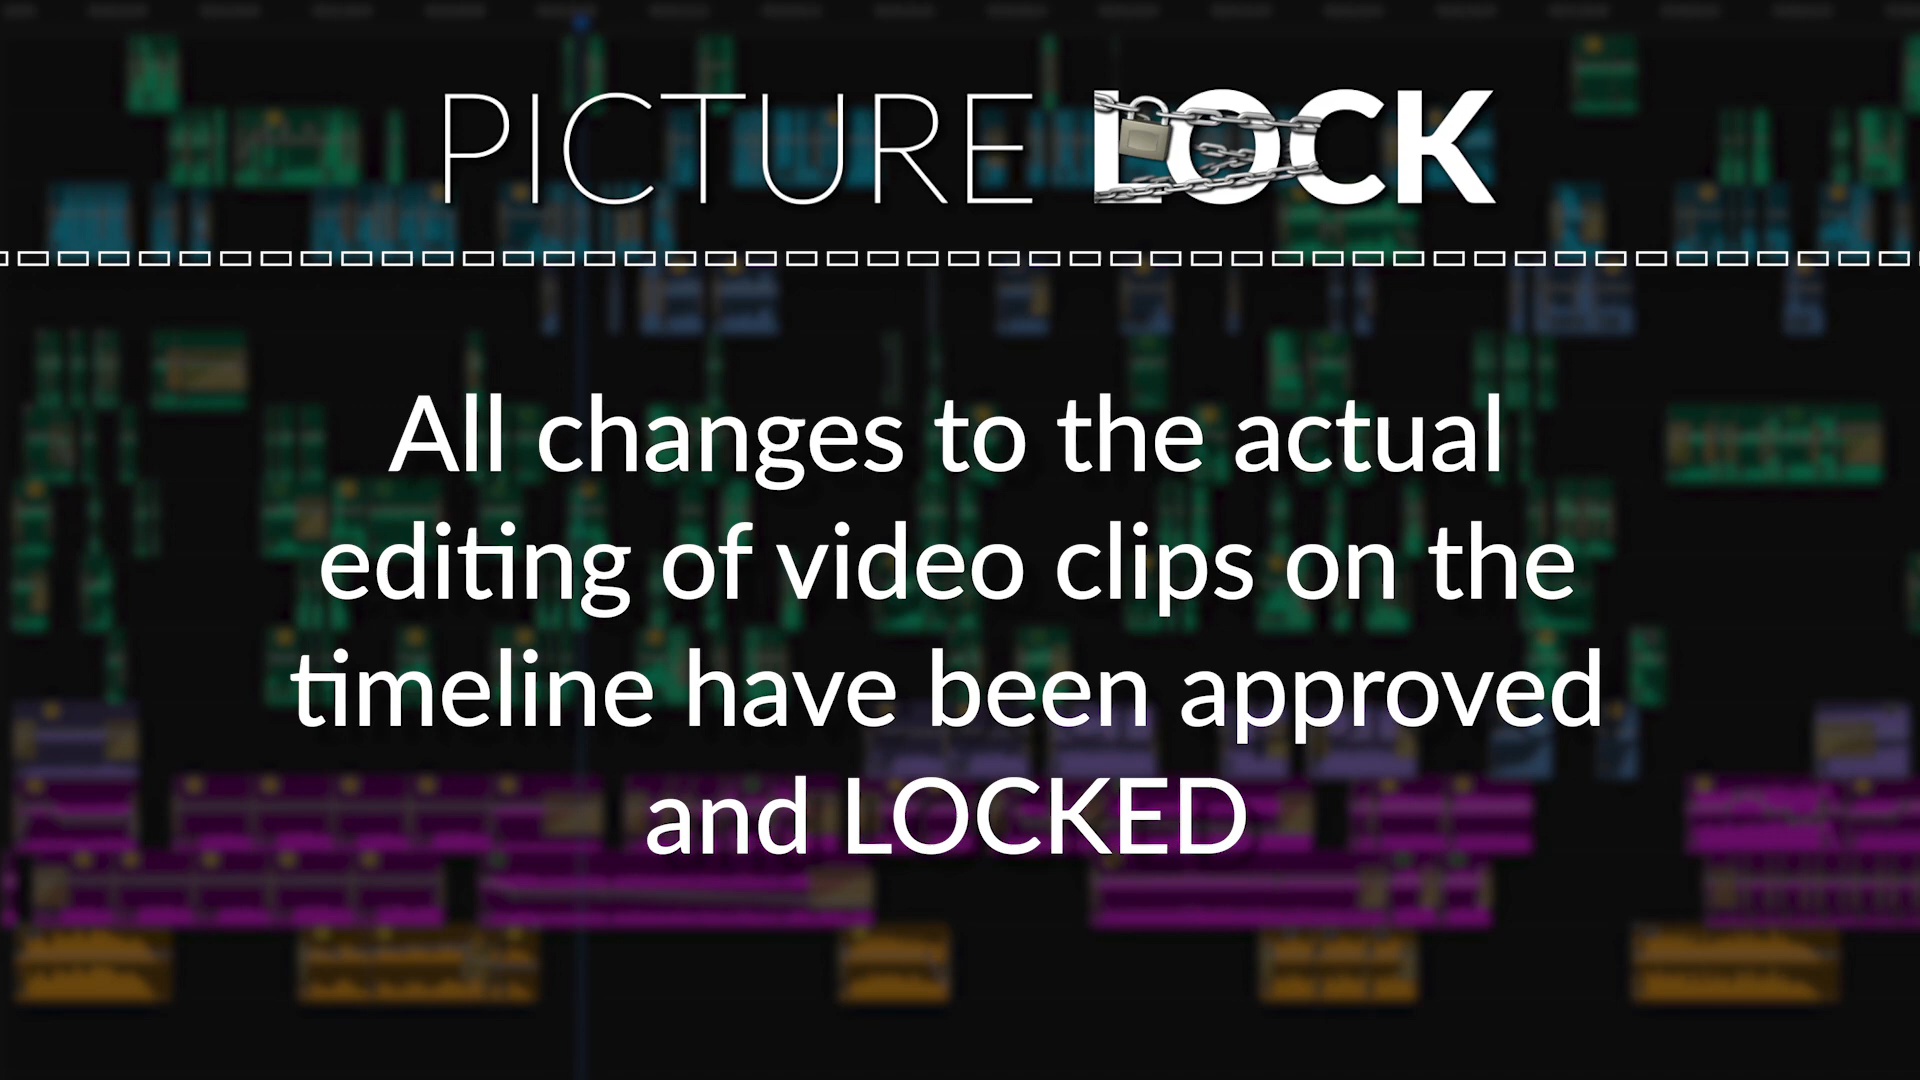 PICTURE LOCK
All changes to the actual
editing of video clips on the
timeline have been approved
and LOCKED